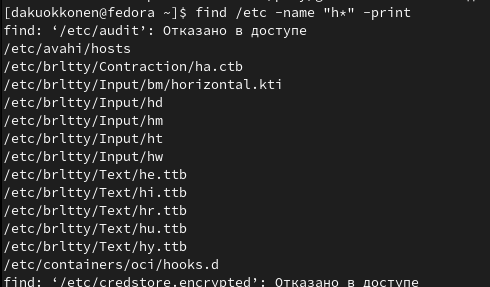 [dakuokkonen@fedora ~]$ find /etc -name "h*" -print
find: ‘/etc/audit’: Отказано в доступе
/etc/avahi/hosts
/etc/brltty/Contraction/ha.ctb
/etc/brltty/Input/bm/horizontal.kti
/etc/brltty/Input/hd
/etc/brltty/Input/hm
/etc/brltty/Input/ht
/etc/brltty/Input/hw
/etc/brltty/Text/he.ttb
/etc/brltty/Text/hi.ttb
/etc/brltty/Text/hr.ttb
/etc/brltty/Text/hu.ttb
/etc/brltty/Text/hy.ttb
/etc/containers/oci/hooks.d
find: ‘/etc/credstore.encrypted’: Отказано в доступе